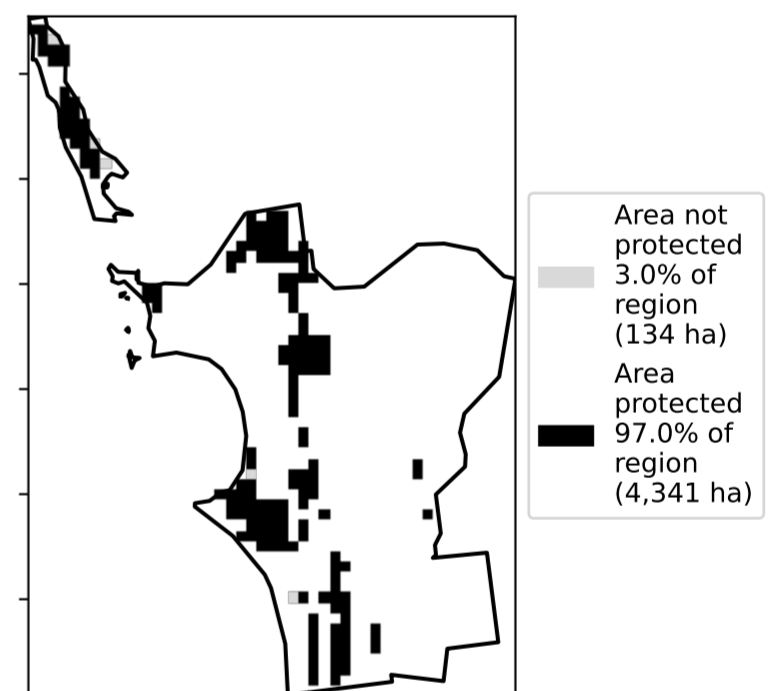 Area not
protected
3.0% of
region
(134 ha)
Area
protected
97.0% of
region
(4,341 ha)